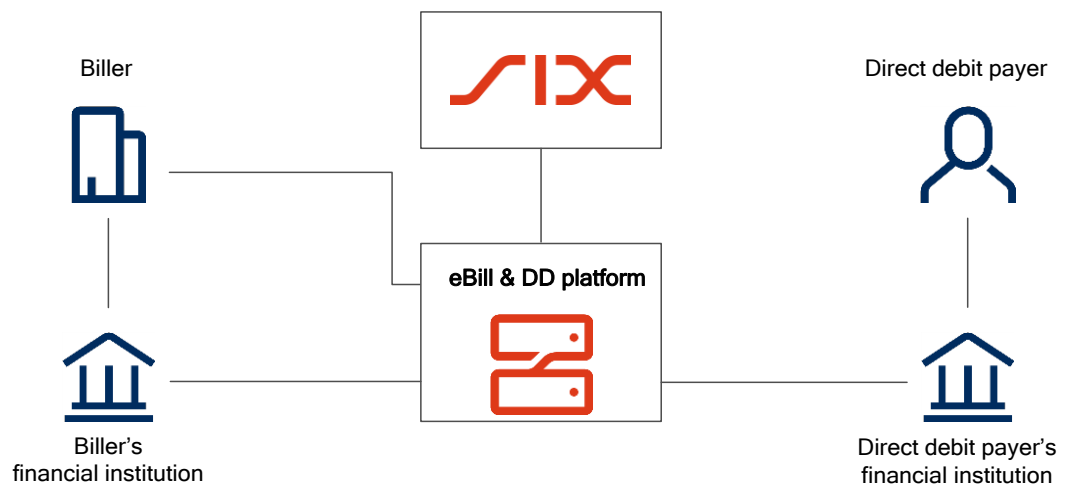 Biller
SIX
Direct debit payer
eBill & DD platform
Biller's
financial institution
Direct debit payer's
financial institution